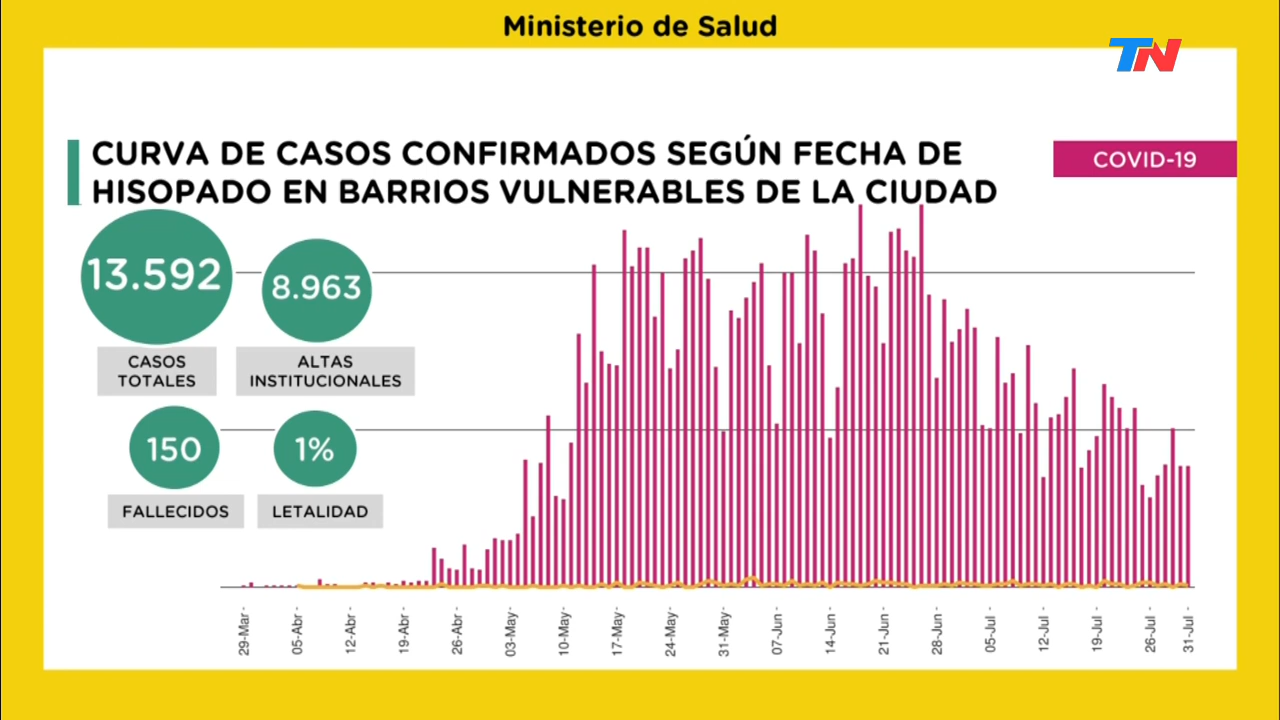 Ministerio de Salud
TN
CURVA DE CASOS CONFIRMADOS SEGÚN FECHA DE
HISOPADO EN BARRIOS VULNERABLES DE LA CIUDAD
COVID-19
13.592
CASOS
TOTALES
8.963
ALTAS
INSTITUCIONALES
150
FALLECIDOS
1%
LETALIDAD
29-Mar-
05-Abr-
12-Abr-
19-Abr-
26-Abr-
03-May-
10-May-
17-May-
24-May-
31-May-
07-Jun-
14-Jun-
21-Jun-
28-Jun-
05-Jul-
12-Jul-
19-Jul-
26-Jul-
31-Jul-